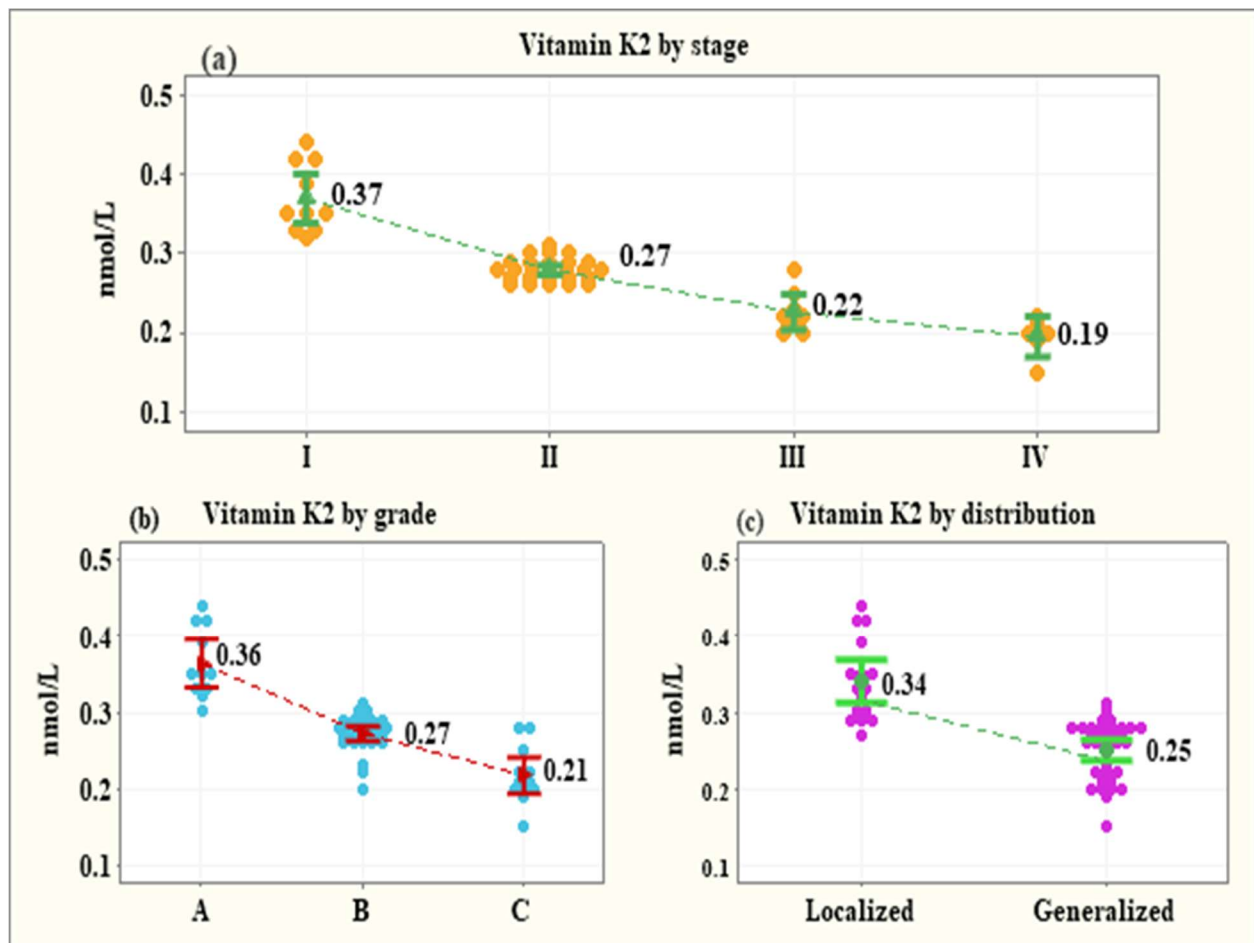 (a)
Vitamin K2 by stage
nmol/L
0.5
0.4
0.3
0.2
0.1
0.37
0.27
0.22
0.19
I
II
III
IV
(b)
Vitamin K2 by grade
nmol/L
0.5
0.4
0.3
0.2
0.1
0.36
0.27
0.21
A
B
C
(c)
Vitamin K2 by distribution
nmol/L
0.5
0.4
0.3
0.2
0.1
0.34
0.25
Localized
Generalized